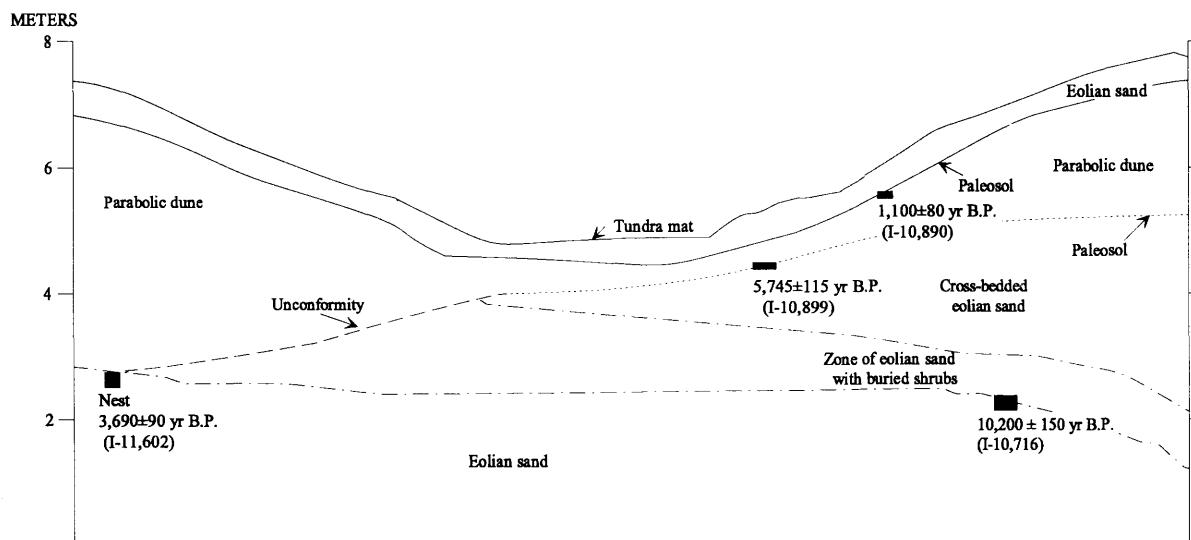 METERS
8
6
4
2
Eolian sand
Parabolic dune
Parabolic dune
Paleosol
1,100±80 yr B.P.
(I-10,890)
Tundra mat
Paleosol
5,745±115 yr B.P.
(I-10,899)
Cross-bedded
eolian sand
Unconformity
Zone of eolian sand
with buried shrubs
Nest
3,690±90 yr B.P.
(I-11,602)
10,200 ± 150 yr B.P.
(I-10,716)
Eolian sand